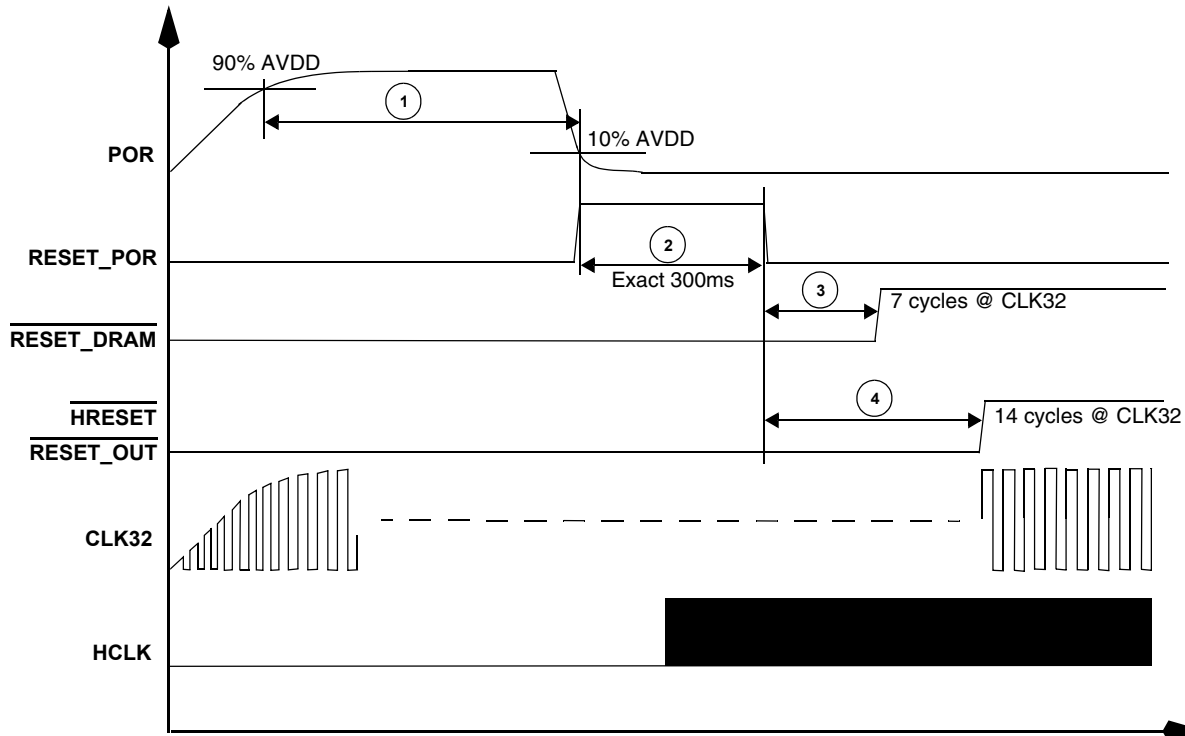 90% AVDD
1
10% AVDD
POR
2
RESET_POR
Exact 300ms
3
7 cycles @ CLK32
RESET_DRAM
4
HRESET
14 cycles @ CLK32
RESET_OUT
CLK32
HCLK